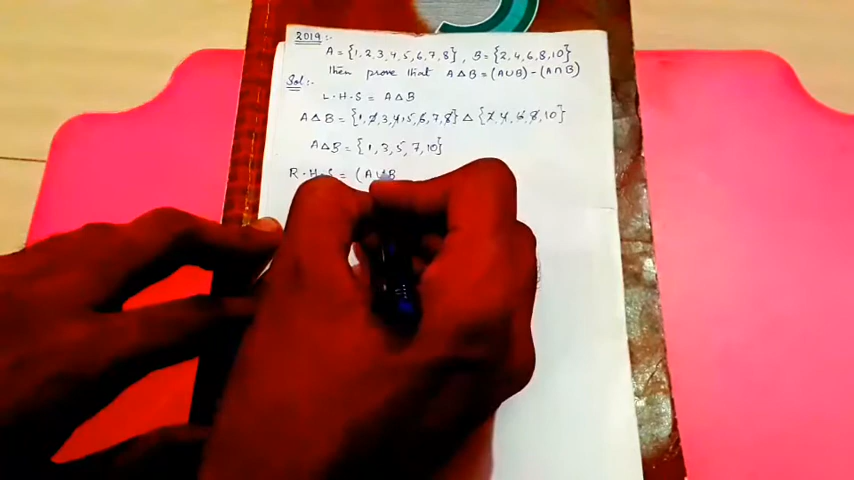 2019:-
A = {1,2,3,4,5,6,7,8}, B = {2,4,6,8,10}
Then prove that A∆B = (A∪B) - (A∩B)
Sol:-
L.H.S = A∆B
A∆B = {1,2,3,4,5,6,7,8} ∆ {2,4,6,8,10}
A∆B = {1,3,5,7,10}
R.H.S = (A∪B